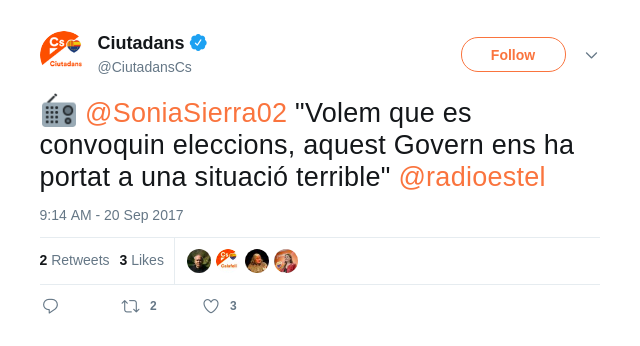 Cs
Ciutadans
Ciutadans
@CiutadansCs
Follow
@SoniaSierra02 "Volem que es
convoquin eleccions, aquest Govern ens ha
portat a una situació terrible" @radioestel
9:14 AM - 20 Sep 2017
2 Retweets 3 Likes
2 3